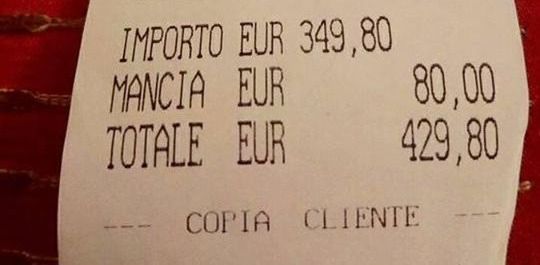 IMPORTO EUR 349,80
MANCIA EUR 80,00
TOTALE EUR 429,80
--- COPIA CLIENTE ---